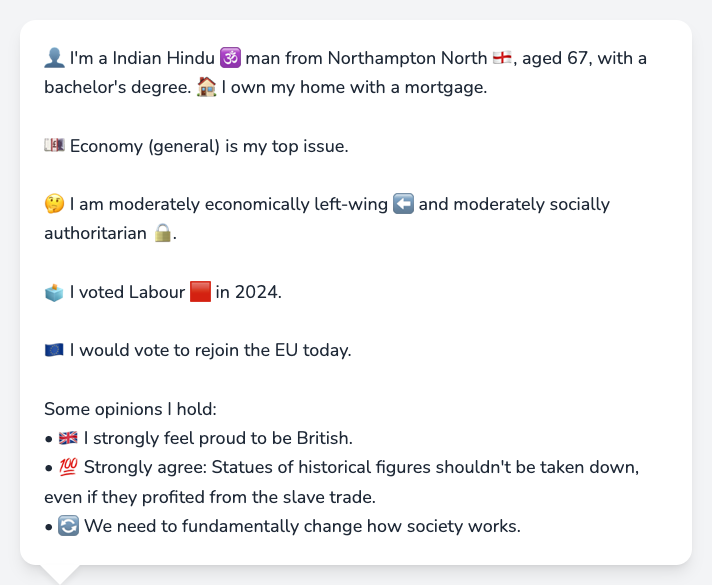 👤 I'm a Indian Hindu 🕉️ man from Northampton North 🏴󠁧󠁢󠁥󠁮󠁧󠁿, aged 67, with a
bachelor's degree. 🏠 I own my home with a mortgage.
💷 Economy (general) is my top issue.
🤔 I am moderately economically left-wing ⬅️ and moderately socially
authoritarian 🔒.
🗳️ I voted Labour 🟥 in 2024.
🇪🇺 I would vote to rejoin the EU today.
Some opinions I hold:
• 🇬🇧 I strongly feel proud to be British.
• 💯 Strongly agree: Statues of historical figures shouldn't be taken down,
even if they profited from the slave trade.
• 🔄 We need to fundamentally change how society works.